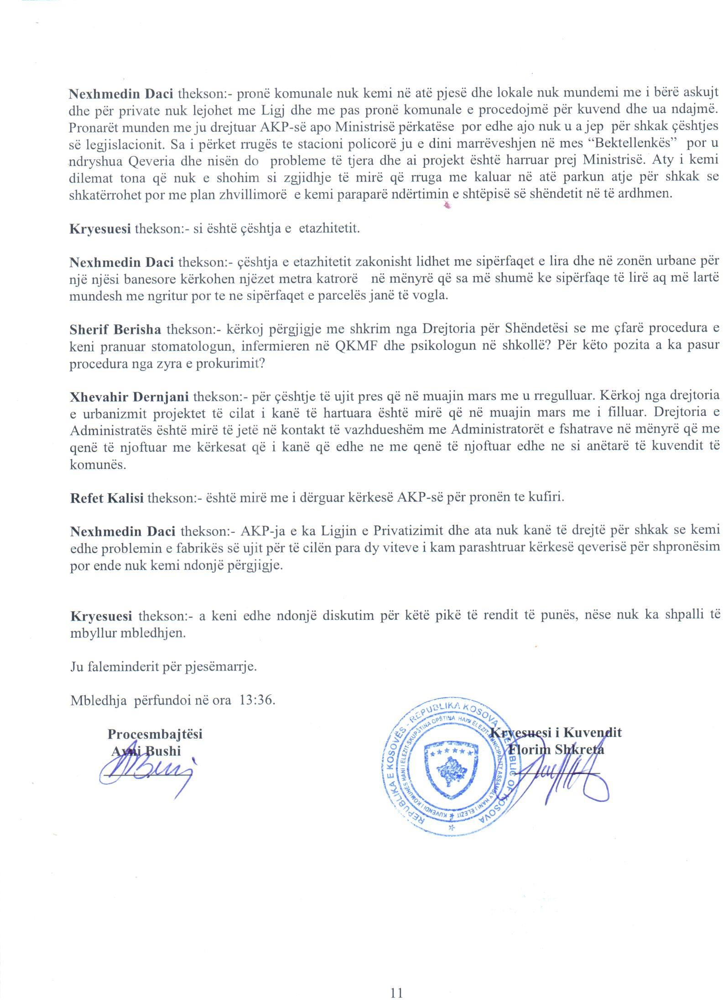 Nexhmedin Daci thekson:- pronë komunale nuk kemi në atë pjesë dhe lokale nuk mundemi me i bërë askujt
dhe për private nuk lejohet me Ligj dhe me pas pronë komunale e procedojmë për kuvend dhe ua ndajmë.
Pronarët munden me ju drejtuar AKP-së apo Ministrisë përkatëse por edhe ajo nuk u a jep për shkak çështjes
së legjislacionit. Sa i përket rrugës te stacioni policorë ju e dini marrëveshjen në mes “Bektellenkës” por u
ndryshua Qeveria dhe nisën do probleme të tjera dhe ai projekt është harruar prej Ministrisë. Aty i kemi
dilemat tona që nuk e shohim si zgjidhje të mirë që rruga me kaluar në atë parkun atje për shkak se
shkatërrohet por me plan zhvillimorë e kemi paraparë ndërtimin e shtëpisë së shëndetit në të ardhmen.
Kryesuesi thekson:- si është çështja e etazhitetit.
Nexhmedin Daci thekson:- çështja e etazhitetit zakonisht lidhet me sipërfaqet e lira dhe në zonën urbane për
një njësi banesore kërkohen njëzet metra katrorë në mënyrë që sa më shumë ke sipërfaqe të lirë aq më lartë
mundesh me ngritur por te ne sipërfaqet e parcelës janë të vogla.
Sherif Berisha thekson:- kërkoj përgjigje me shkrim nga Drejtoria për Shëndetësi se me çfarë procedura e
keni pranuar stomatologun, infermieren në QKMF dhe psikologun në shkollë? Për këto pozita a ka pasur
procedura nga zyra e prokurimit?
Xhevahir Dernjani thekson:- për çështje të ujit pres që në muajin mars me u rregulluar. Kërkoj nga drejtoria
e urbanizmit projektet të cilat i kanë të hartuara është mirë që në muajin mars me i filluar. Drejtoria e
Administratës është mirë të jetë në kontakt të vazhdueshëm me Administratorët e fshatrave në mënyrë që me
qenë të njoftuar me kërkesat që i kanë që edhe ne me qenë të njoftuar edhe ne si anëtarë të kuvendit të
komunës.
Refet Kalisi thekson:- është mirë me i dërguar kërkesë AKP-së për pronën te kufiri.
Nexhmedin Daci thekson:- AKP-ja e ka Ligjin e Privatizimit dhe ata nuk kanë të drejtë për shkak se kemi
edhe problemin e fabrikës së ujit për të cilën para dy viteve i kam parashtruar kërkesë qeverisë për shpronësim
por ende nuk kemi ndonjë përgjigje.
Kryesuesi thekson:- a keni edhe ndonjë diskutim për këtë pikë të rendit të punës, nëse nuk ka shpalli të
mbyllur mbledhjen.
Ju faleminderit për pjesëmarrje.
Mbledhja përfundoi në ora 13:36.
Procesmbajtësi
Avni Bushi
Kryesuesi i Kuvendit
Florim Shkreta
REPUBLIKA E KOSOVËS - REPUBLIKA KOSOVA - REPUBLIC OF KOSOVA
KUVENDI I KOMUNËS HANI I ELEZIT-SKUPŠTINA OPŠTINA HANI ELEZIT-MUNICIPALITY ASSAMBLY HANI I ELEZIT
11